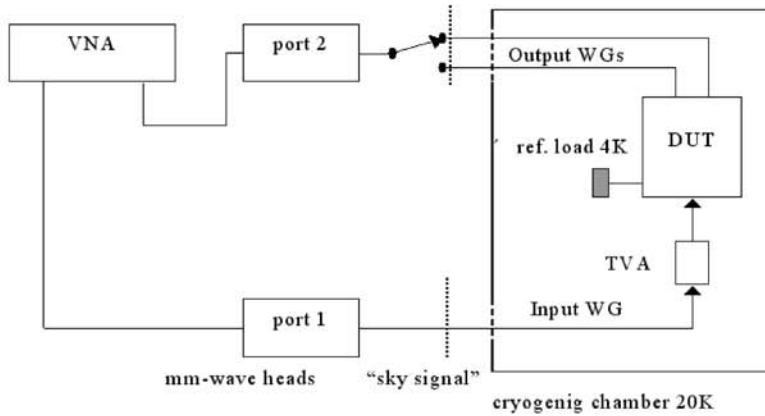 VNA
port 2
Output WGs
ref. load 4K
DUT
TVA
port 1
Input WG
mm-wave heads
“sky signal”
cryogenig chamber 20K